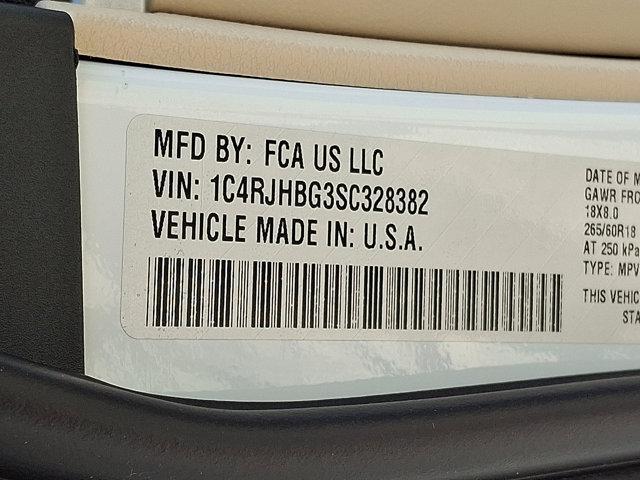 MFD BY: FCA US LLC
VIN: 1C4RJHBG3SC328382
VEHICLE MADE IN: U.S.A.
DATE OF M
GAWR FRO
18X8.0
265/60R18
AT 250 kPa
TYPE: MPV
THIS VEHIC
STA